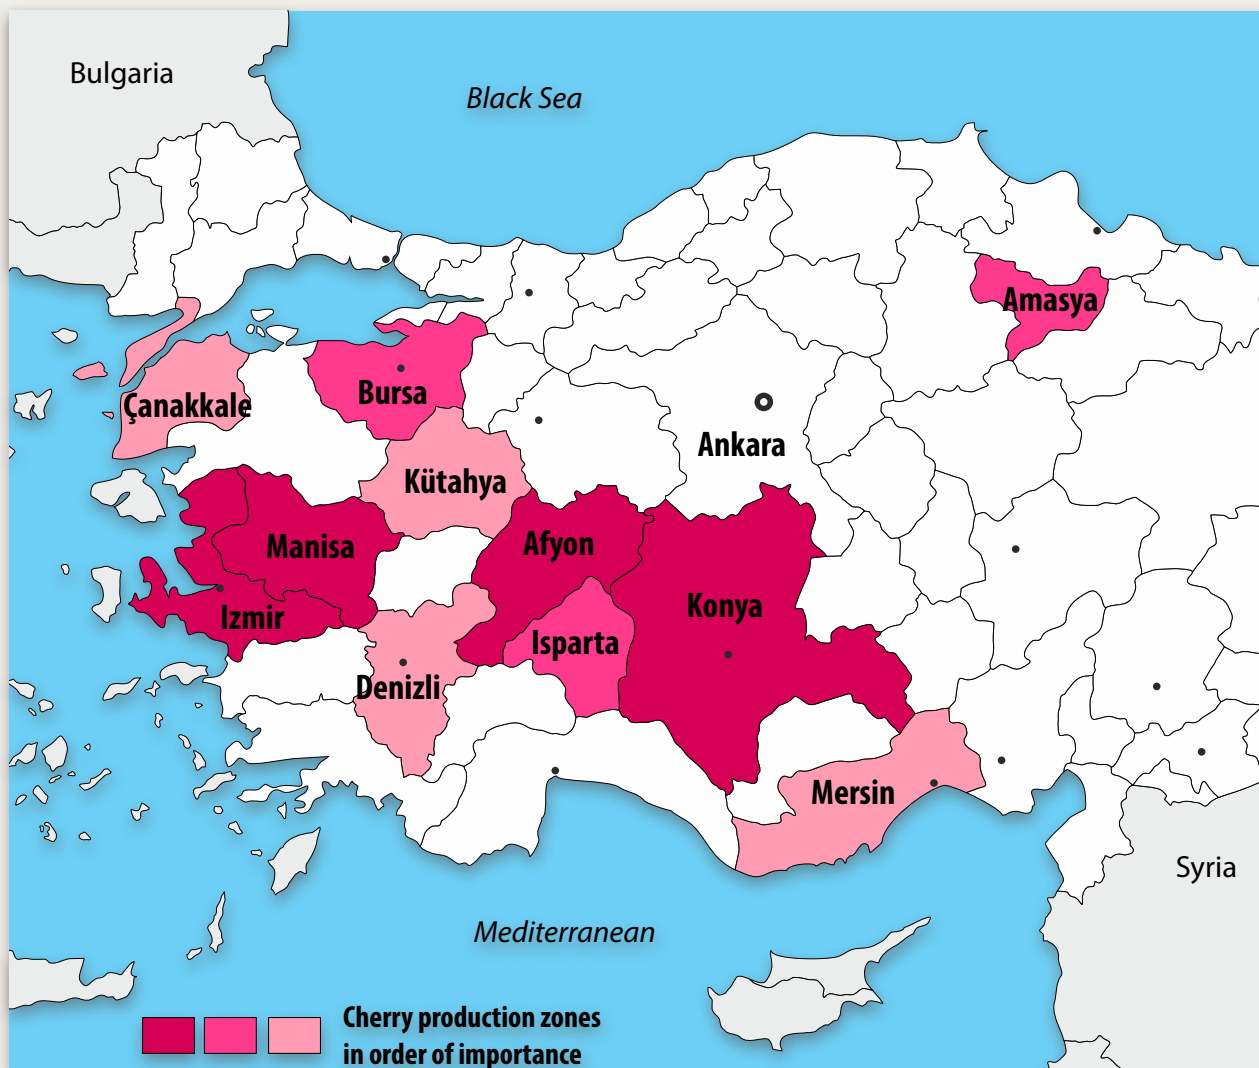 Bulgaria
Black Sea
Amasya
Bursa
Çanakkale
Ankara
Kütahya
Afyon
Manisa
Konya
Izmir
Isparta
Denizli
Mersin
Syria
Mediterranean
Cherry production zones
in order of importance